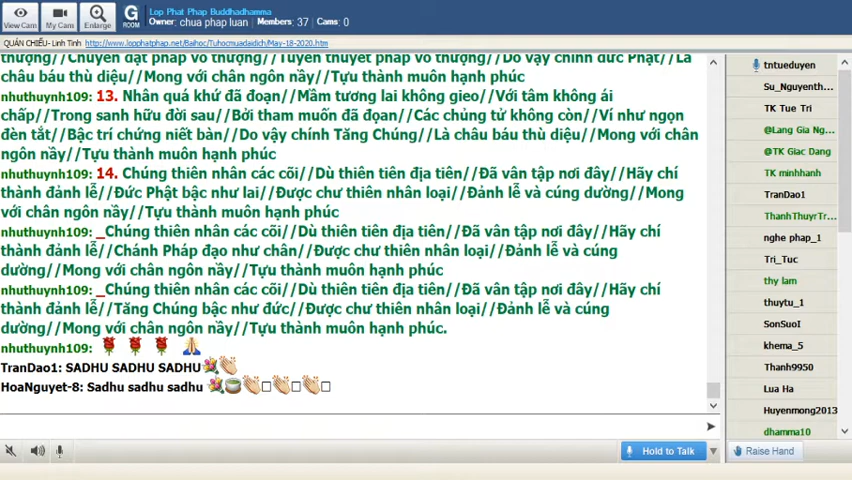 View Cam
My Cam
Enlarge
G
ROOM
Lop Phat Phap Buddhadhamma
Owner: chua phap luan Members: 37 Cams: 0
QUÁN CHIẾU- Linh Tinh http://www.lopphatphap.net/Baihoc/Tuhocmuadaidich/May-18-2020.htm
thượng//Chuyển đạt pháp vô thượng//Tuyên thuyết pháp vô thượng//Do vậy chính đức Phật//Là
châu báu thù diệu//Mong với chân ngôn nầy//Tựu thành muôn hạnh phúc
nhuthuynh109: 13. Nhân quá khứ đã đoạn//Mầm tương lai không gieo//Với tâm không ái
chấp//Trong sanh hữu đời sau//Bởi tham muốn đã đọan//Các chủng tử không còn//Ví như ngọn
đèn tắt//Bậc trí chứng niết bàn//Do vậy chính Tăng Chúng//Là châu báu thù diệu//Mong với chân
ngôn nầy//Tựu thành muôn hạnh phúc
nhuthuynh109: 14. Chúng thiên nhân các cõi//Dù thiên tiên địa tiên//Đã vân tập nơi đây//Hãy chí
thành đảnh lễ//Đức Phật bậc như lai//Được chư thiên nhân loại//Đảnh lễ và cúng dường//Mong
với chân ngôn nầy//Tựu thành muôn hạnh phúc
nhuthuynh109: _Chúng thiên nhân các cõi//Dù thiên tiên địa tiên//Đã vân tập nơi đây//Hãy chí
thành đảnh lễ//Chánh Pháp đạo như chân//Được chư thiên nhân loại//Đảnh lễ và cúng
dường//Mong với chân ngôn nầy//Tựu thành muôn hạnh phúc
nhuthuynh109: _Chúng thiên nhân các cõi//Dù thiên tiên địa tiên//Đã vân tập nơi đây//Hãy chí
thành đảnh lễ//Tăng Chúng bậc như đức//Được chư thiên nhân loại//Đảnh lễ và cúng
dường//Mong với chân ngôn nầy//Tựu thành muôn hạnh phúc.
nhuthuynh109: 🌹 🌹 🌹 🙏
TranDao1: SADHU SADHU SADHU💐👏
HoaNguyet-8: Sadhu sadhu sadhu 💐🍵👏□👏□👏□
Hold to Talk
tntueduyen
Su_Nguyenth...
TK Tue Tri
@Lang Gia Ng...
@TK Giac Dang
TK minhhanh
TranDao1
ThanhThuyrTr...
nghe phap_1
Tri_Tuc
thy lam
thuytu_1
SonSuoI
khema_5
Thanh9950
Lua Ha
Huyenmong2013
dhamma10
Raise Hand